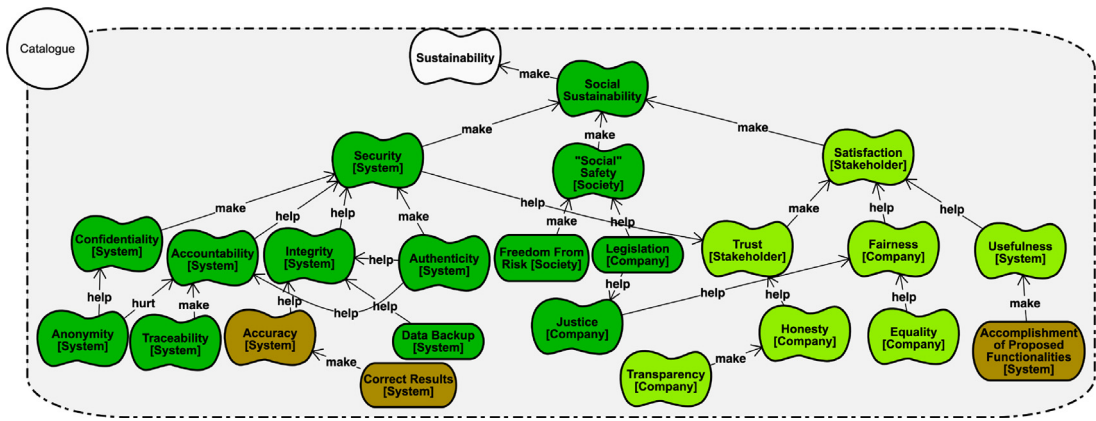 Catalogue
Sustainability
make
Social
Sustainability
make
make
make
Security
[System]
"Social"
Safety
[Society]
Satisfaction
[Stakeholder]
make
help
help
make
help
make
help
make
help
help
Confidentiality
[System]
Accountability
[System]
Integrity
[System]
help
Authenticity
[System]
Freedom From
Risk [Society]
Legislation
[Company]
Trust
[Stakeholder]
Fairness
[Company]
Usefulness
[System]
help
hurt
make
help
help
help
help
help
help
help
make
Anonymity
[System]
Traceability
[System]
Accuracy
[System]
Data Backup
[System]
Justice
[Company]
Honesty
[Company]
Equality
[Company]
Accomplishment
of Proposed
Functionalities
[System]
make
Correct Results
[System]
make
Transparency
[Company]